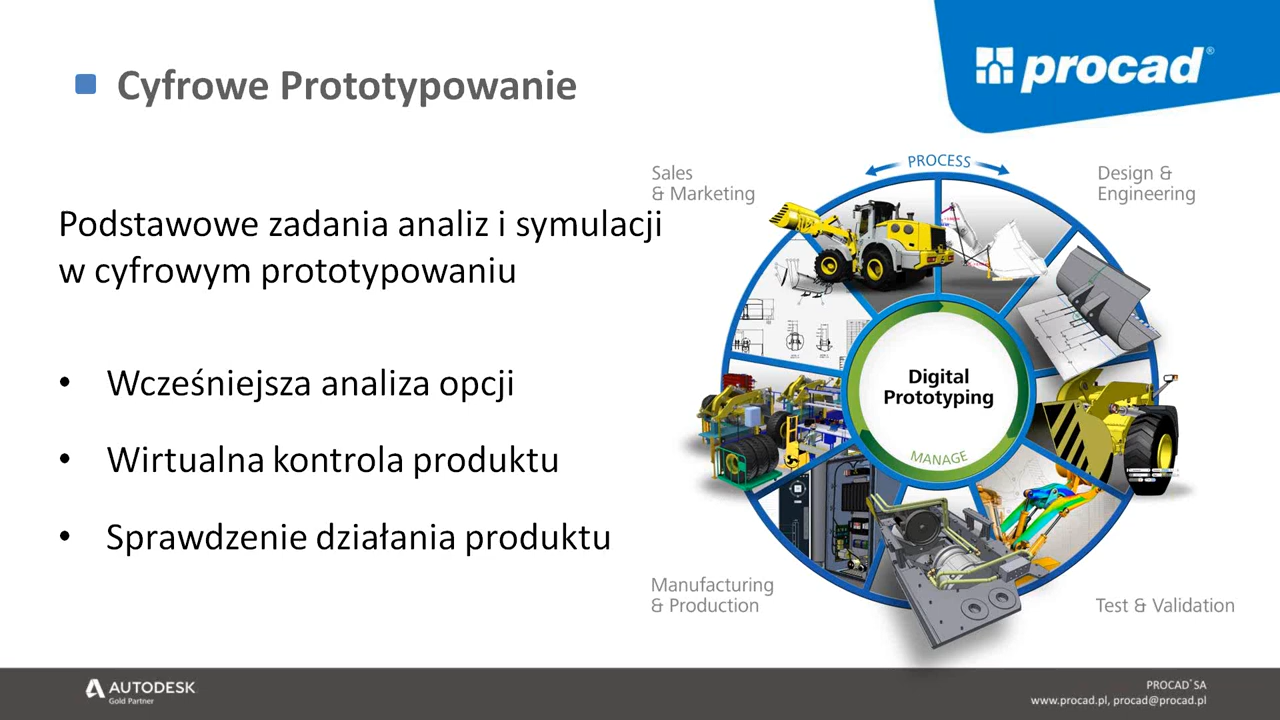 Cyfrowe Prototypowanie
procad®
Podstawowe zadania analiz i symulacji
w cyfrowym prototypowaniu
• Wcześniejsza analiza opcji
• Wirtualna kontrola produktu
• Sprawdzenie działania produktu
PROCESS
Sales
& Marketing
Design &
Engineering
Digital
Prototyping
MANAGE
Manufacturing
& Production
Test & Validation
AUTODESK
Gold Partner
PROCAD® SA
www.procad.pl, procad@procad.pl